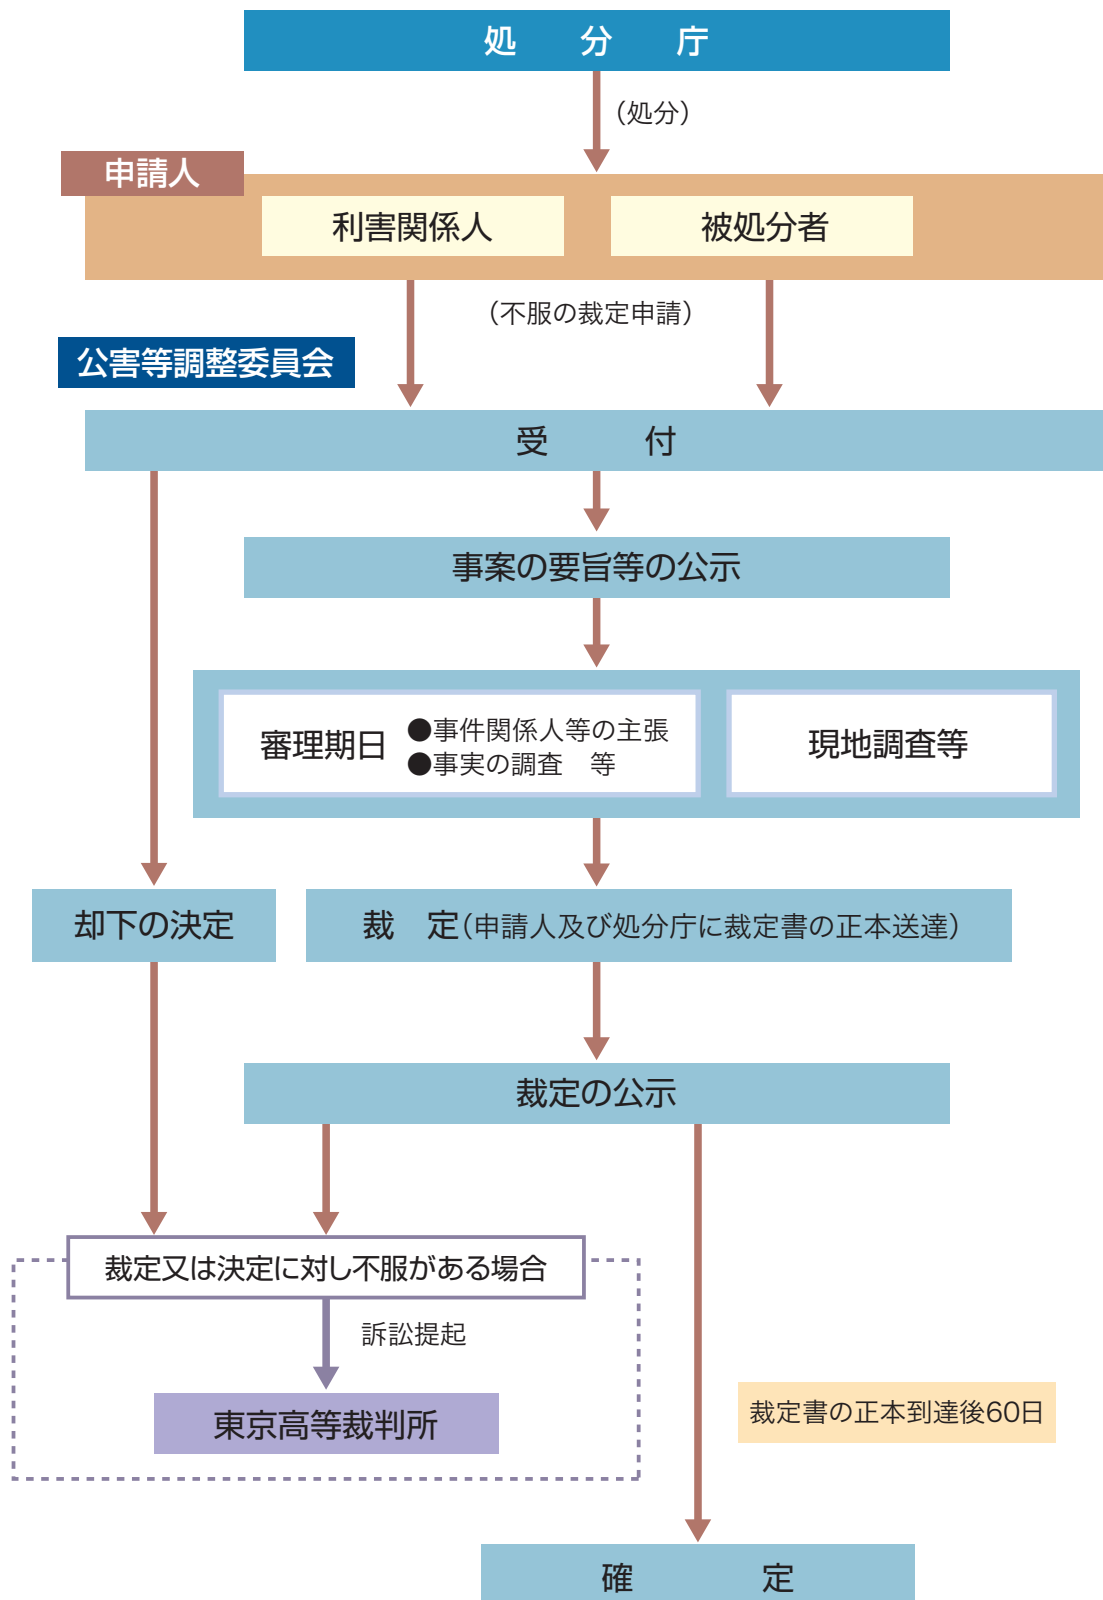 処分庁
（処分）
申請人
利害関係人
被処分者
（不服の裁定申請）
公害等調整委員会
受付
事案の要旨等の公示
審理期日
●事件関係人等の主張
●事実の調査　等
現地調査等
却下の決定
裁　定（申請人及び処分庁に裁定書の正本送達）
裁定の公示
裁定又は決定に対し不服がある場合
訴訟提起
東京高等裁判所
裁定書の正本到達後60日
確定